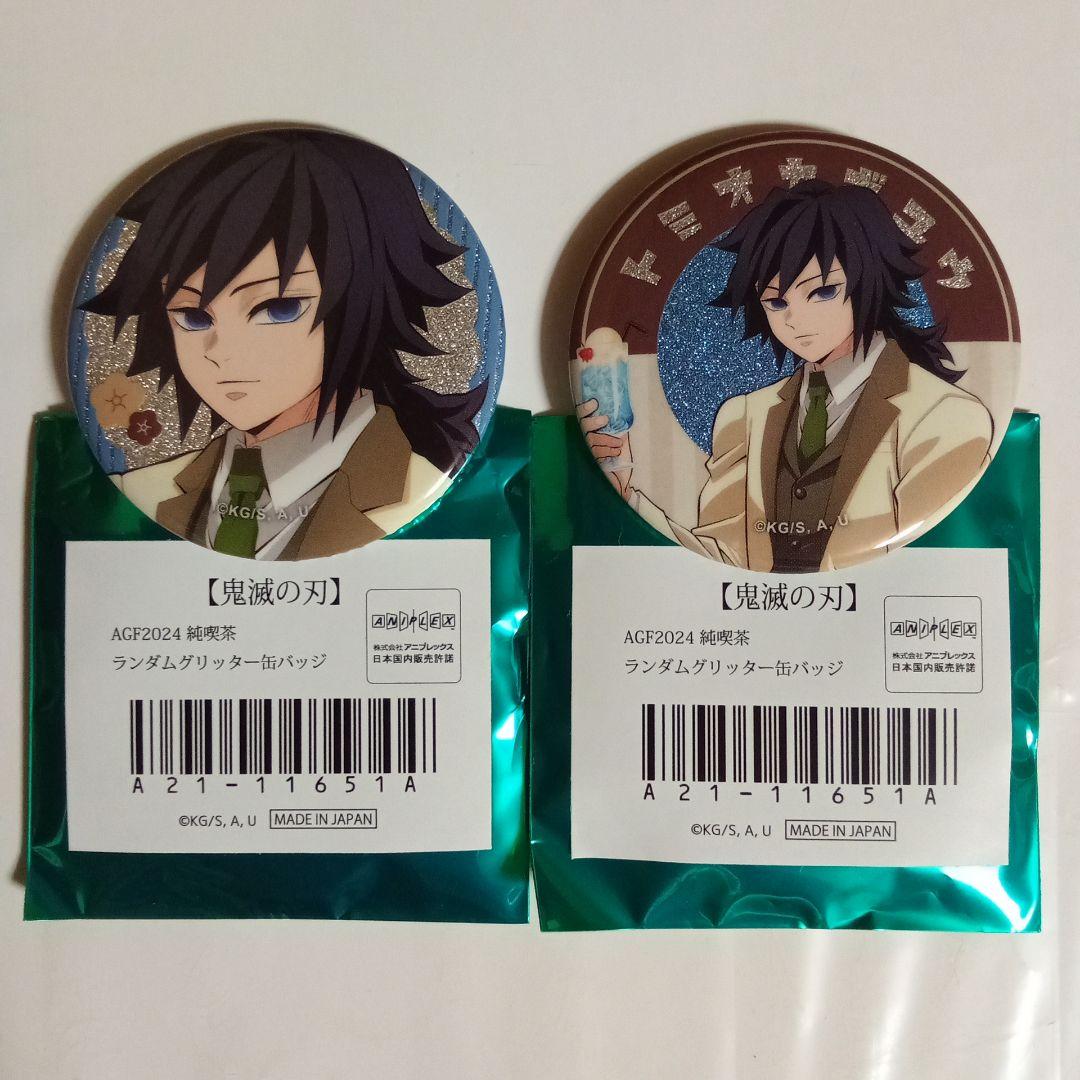 ©KG/S, A, U
【鬼滅の刃】
AGF2024 純喫茶
ランダムグリッター缶バッジ
ANIPLEX
株式会社アニプレックス
日本国内販売許諾
A21-11651A
©KG/S, A, U
MADE IN JAPAN
トミオカギユウ
©KG/S, A, U
【鬼滅の刃】
AGF2024 純喫茶
ランダムグリッター缶バッジ
ANIPLEX
株式会社アニプレックス
日本国内販売許諾
A21-11651A
©KG/S, A, U
MADE IN JAPAN